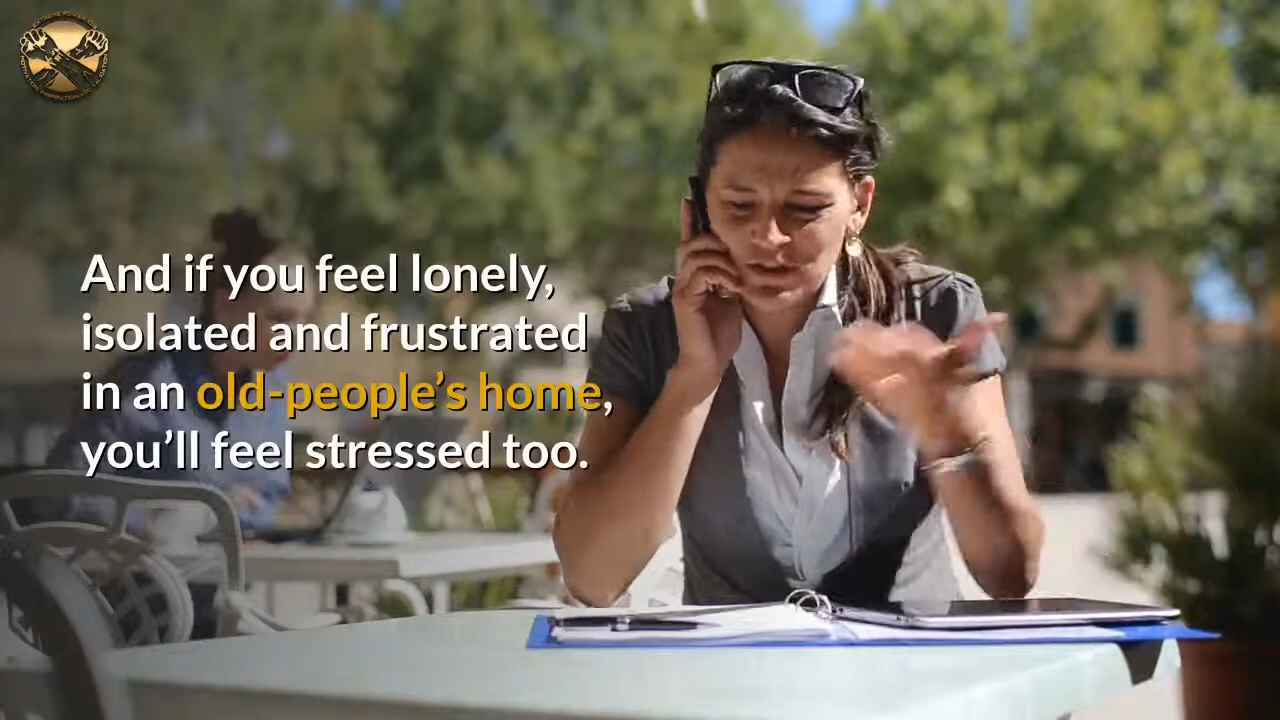 And if you feel lonely,
isolated and frustrated
in an old-people's home,
you'll feel stressed too.